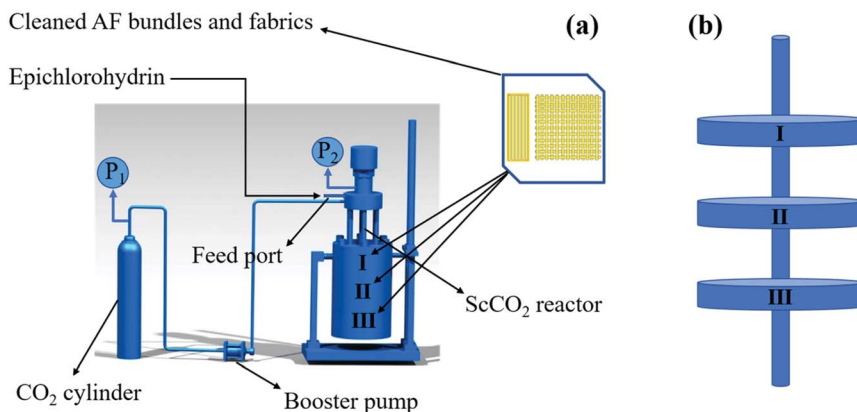 Cleaned AF bundles and fabrics
(a)
(b)
Epichlorohydrin
P₁
P₂
Feed port
I
II
III
ScCO₂ reactor
CO₂ cylinder
Booster pump
I
II
III